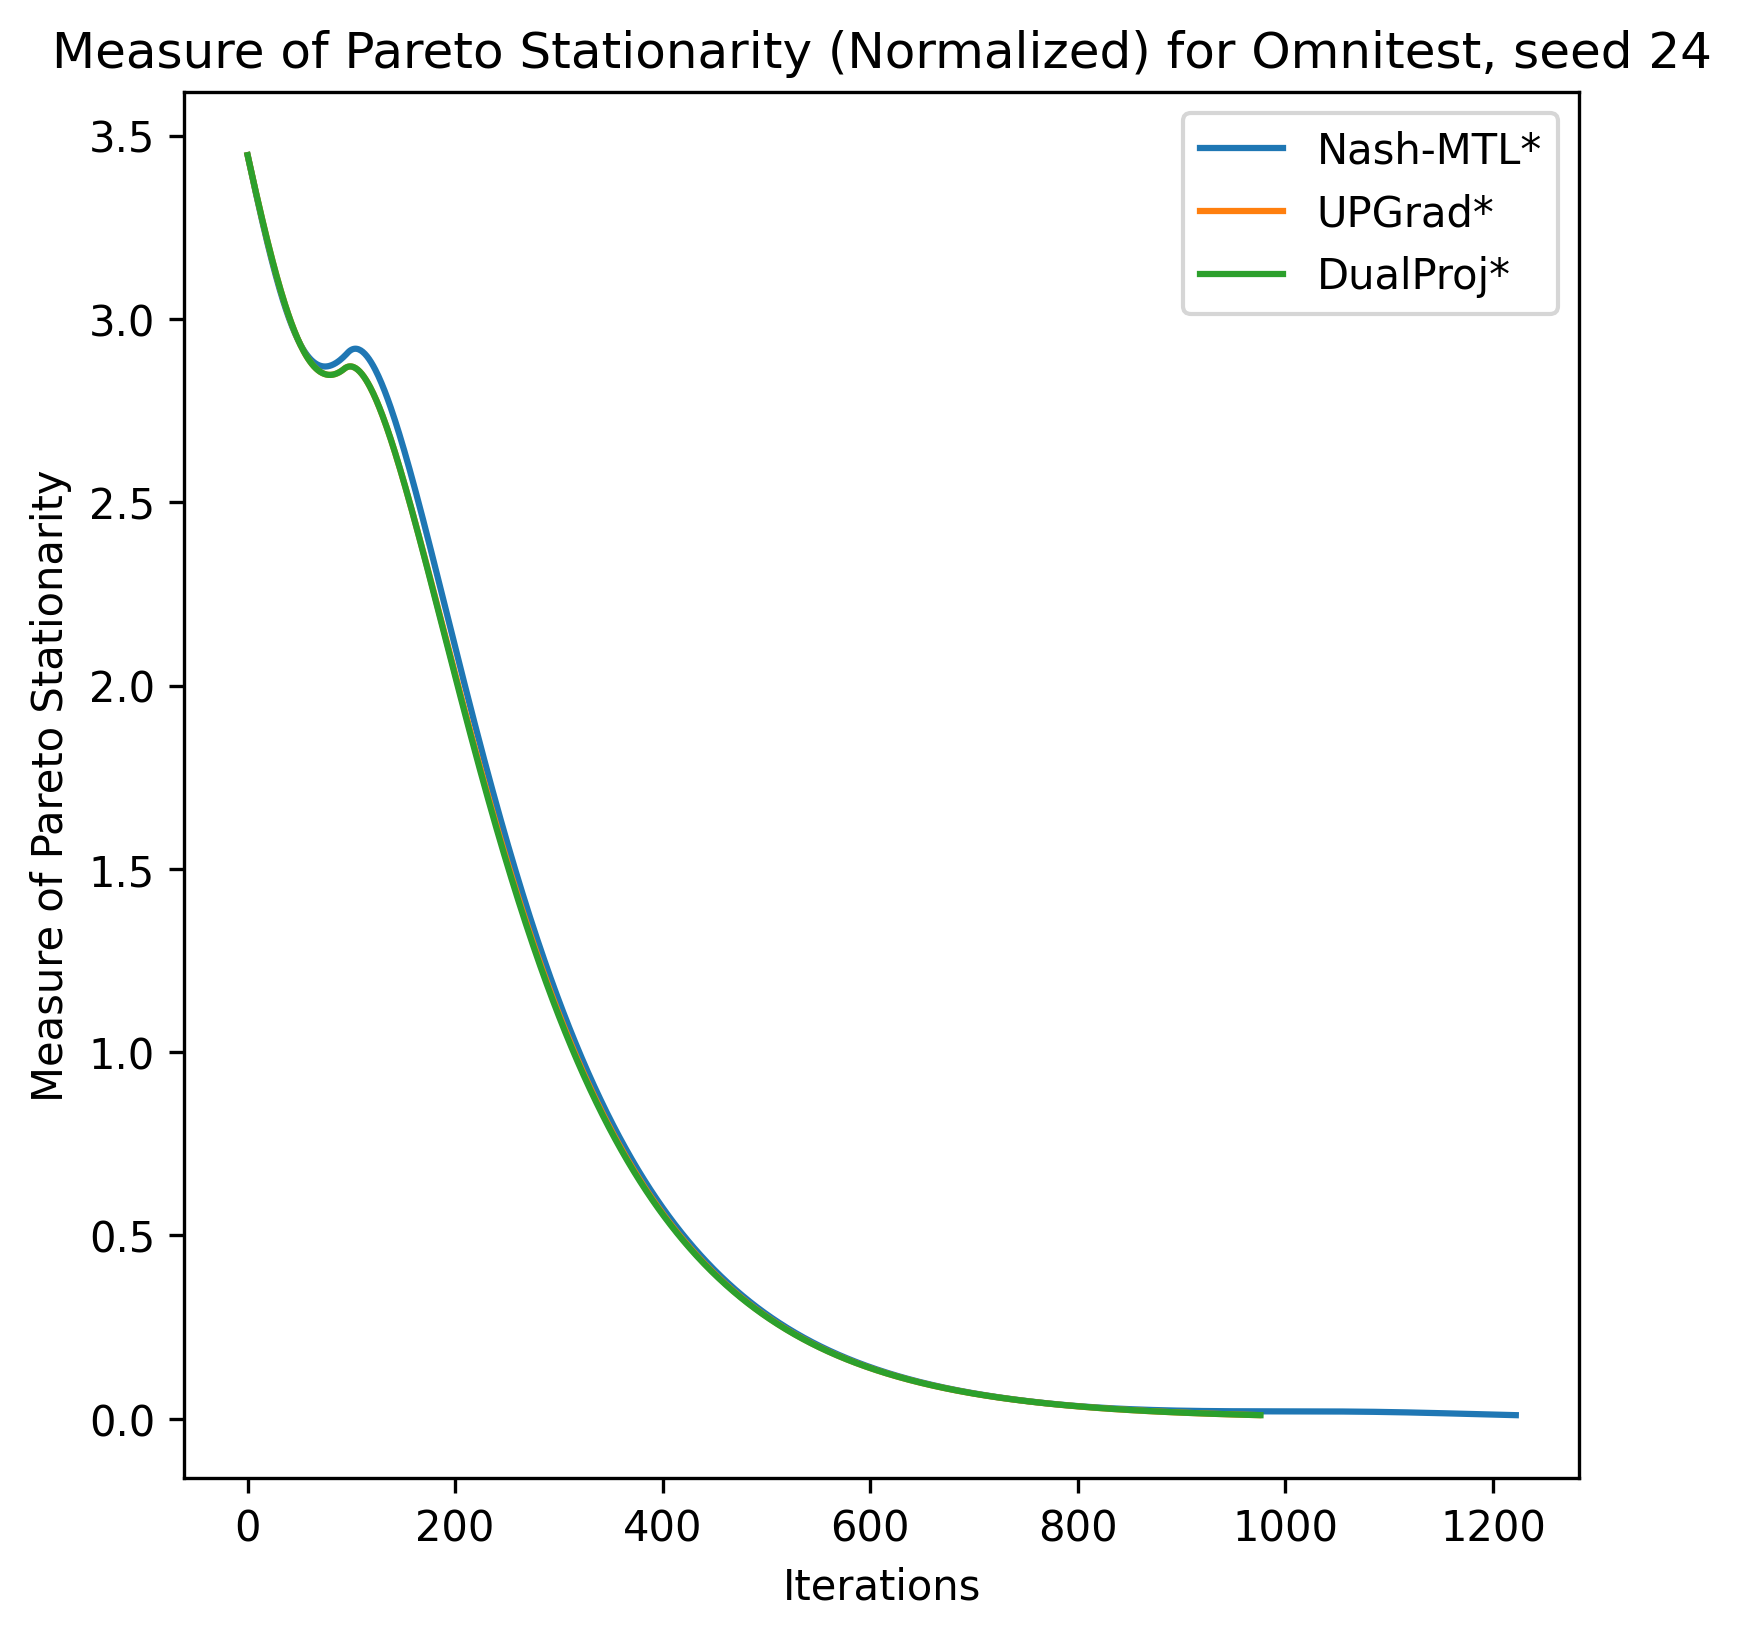 Measure of Pareto Stationarity (Normalized) for Omnitest, seed 24
Nash-MTL*
UPGrad*
DualProj*
Measure of Pareto Stationarity
3.5
3.0
2.5
2.0
1.5
1.0
0.5
0.0
0 200 400 600 800 1000 1200
Iterations